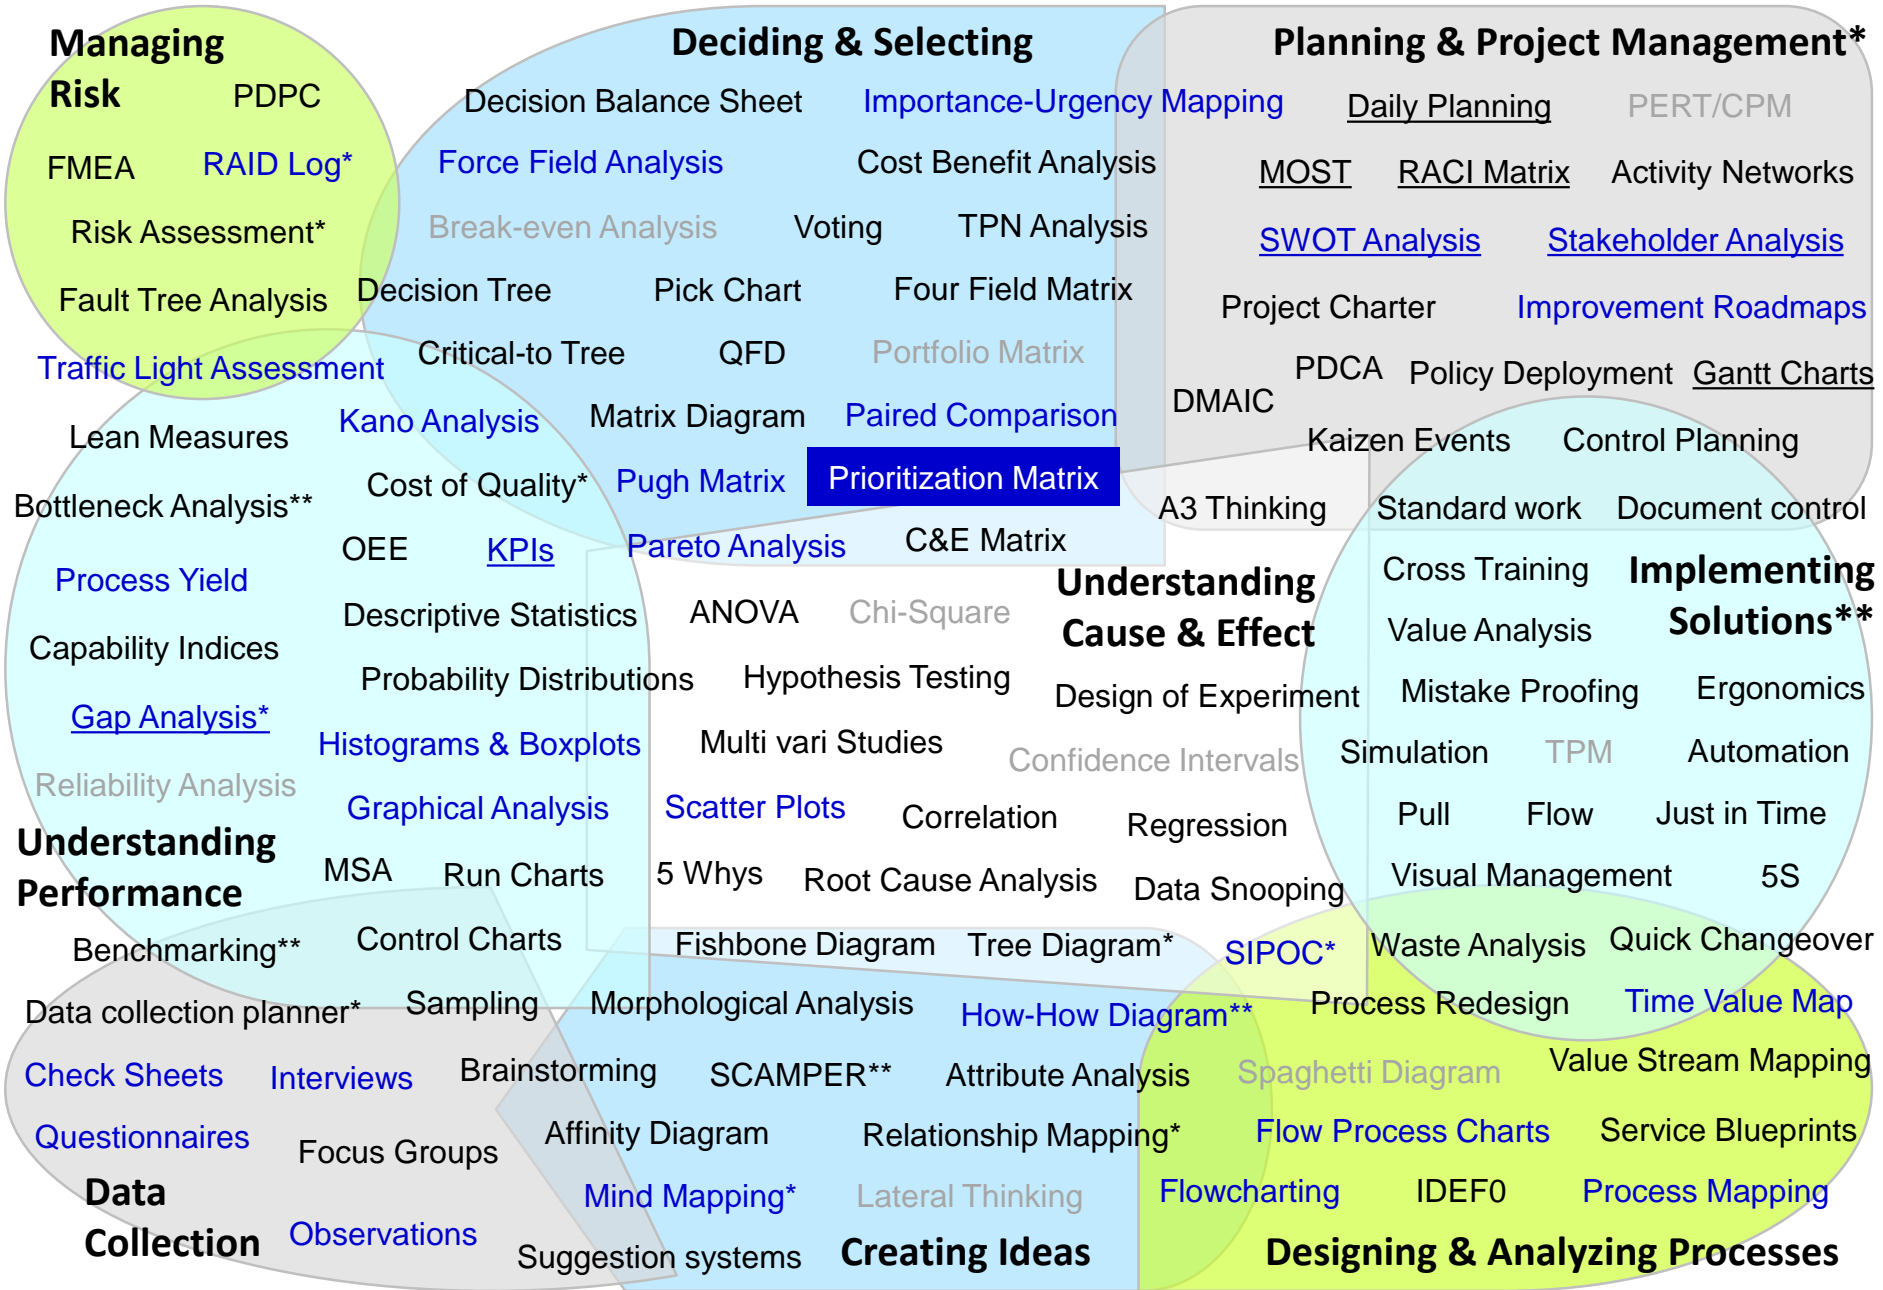 Managing
Risk
Deciding & Selecting
Planning & Project Management*
PDPC
Decision Balance Sheet
Importance-Urgency Mapping
Daily Planning
PERT/CPM
FMEA
RAID Log*
Force Field Analysis
Cost Benefit Analysis
MOST
RACI Matrix
Activity Networks
Risk Assessment*
Break-even Analysis
Voting
TPN Analysis
SWOT Analysis
Stakeholder Analysis
Fault Tree Analysis
Decision Tree
Pick Chart
Four Field Matrix
Project Charter
Improvement Roadmaps
Traffic Light Assessment
Critical-to Tree
QFD
Portfolio Matrix
PDCA
Policy Deployment
Gantt Charts
DMAIC
Lean Measures
Kano Analysis
Matrix Diagram
Paired Comparison
Kaizen Events
Control Planning
Bottleneck Analysis**
Cost of Quality*
Pugh Matrix
Prioritization Matrix
A3 Thinking
Standard work
Document control
OEE
KPIs
Pareto Analysis
C&E Matrix
Understanding
Cause & Effect
Cross Training
Implementing
Solutions**
Process Yield
Descriptive Statistics
ANOVA
Chi-Square
Value Analysis
Capability Indices
Probability Distributions
Hypothesis Testing
Design of Experiment
Mistake Proofing
Ergonomics
Gap Analysis*
Histograms & Boxplots
Multi vari Studies
Confidence Intervals
Simulation
TPM
Automation
Reliability Analysis
Graphical Analysis
Scatter Plots
Correlation
Regression
Pull
Flow
Just in Time
Understanding
Performance
MSA
Run Charts
5 Whys
Root Cause Analysis
Data Snooping
Visual Management
5S
Benchmarking**
Control Charts
Fishbone Diagram
Tree Diagram*
SIPOC*
Waste Analysis
Quick Changeover
Data collection planner*
Sampling
Morphological Analysis
How-How Diagram**
Process Redesign
Time Value Map
Check Sheets
Interviews
Brainstorming
SCAMPER**
Attribute Analysis
Spaghetti Diagram
Value Stream Mapping
Questionnaires
Focus Groups
Affinity Diagram
Relationship Mapping*
Flow Process Charts
Service Blueprints
Data
Collection
Observations
Mind Mapping*
Lateral Thinking
Flowcharting
IDEF0
Process Mapping
Suggestion systems
Creating Ideas
Designing & Analyzing Processes